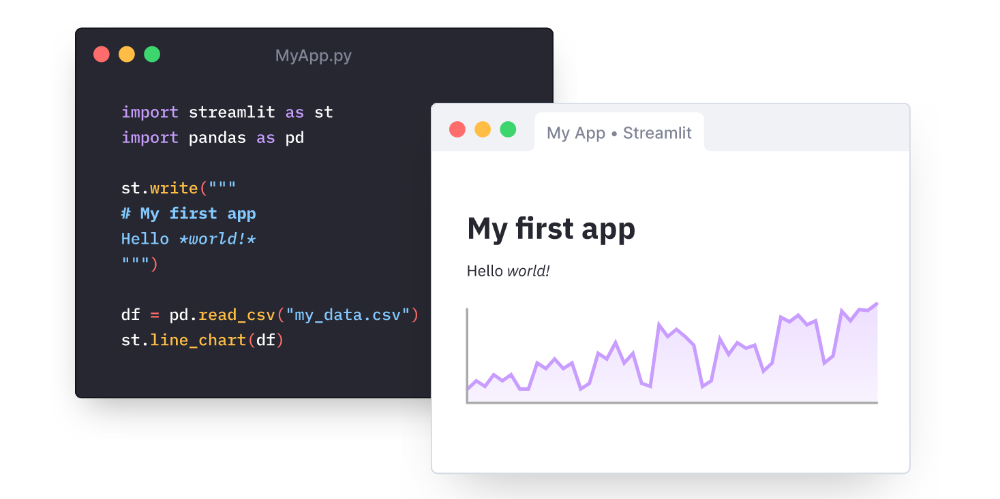 MyApp.py
import streamlit as st
import pandas as pd
st.write("""
# My first app
Hello *world!*
""")
df = pd.read_csv("my_data.csv")
st.line_chart(df)
My App • Streamlit
My first app
Hello world!